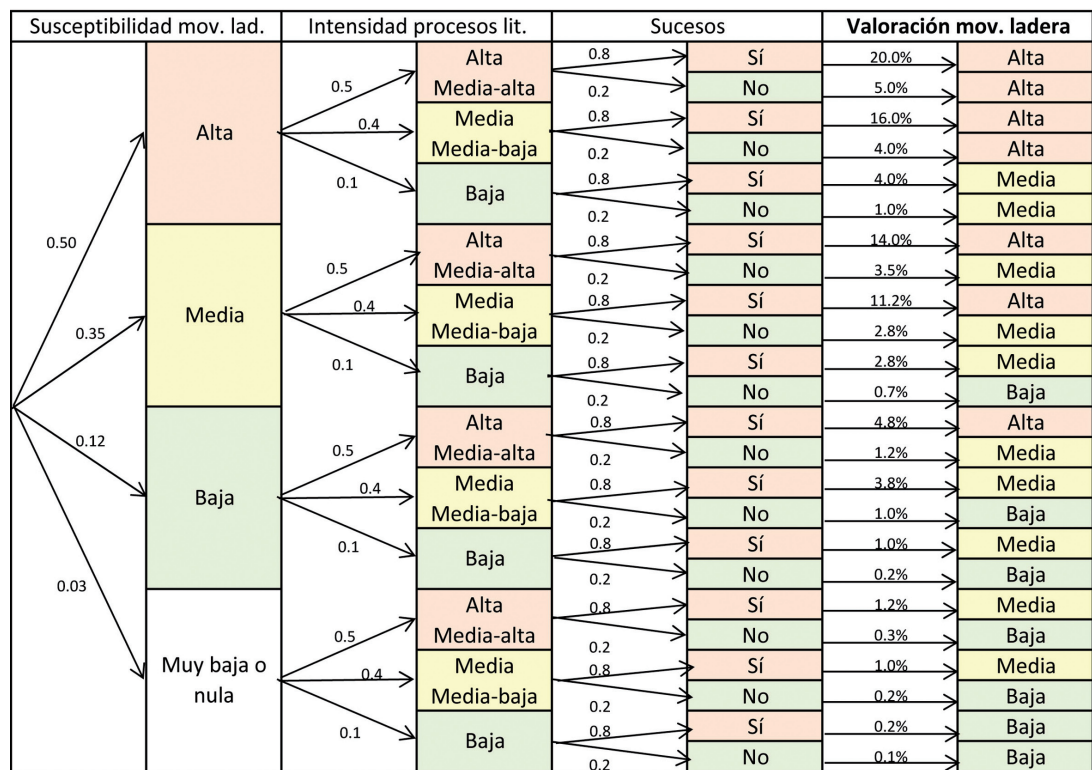 Susceptibilidad mov. lad. Intensidad procesos lit. Sucesos Valoración mov. ladera
0.50
0.35
0.12
0.03
Alta
0.5
0.4
0.1
Alta
Media-alta
0.8 Sí 20.0% Alta
0.2 No 5.0% Alta
Media
Media-baja
0.8 Sí 16.0% Alta
0.2 No 4.0% Alta
Baja
0.8 Sí 4.0% Media
0.2 No 1.0% Media
Media
0.5
0.4
0.1
Alta
Media-alta
0.8 Sí 14.0% Alta
0.2 No 3.5% Media
Media
Media-baja
0.8 Sí 11.2% Alta
0.2 No 2.8% Media
Baja
0.8 Sí 2.8% Media
0.2 No 0.7% Baja
Baja
0.5
0.4
0.1
Alta
Media-alta
0.8 Sí 4.8% Alta
0.2 No 1.2% Media
Media
Media-baja
0.8 Sí 3.8% Media
0.2 No 1.0% Baja
Baja
0.8 Sí 1.0% Media
0.2 No 0.2% Baja
Muy baja o
nula
0.5
0.4
0.1
Alta
Media-alta
0.8 Sí 1.2% Media
0.2 No 0.3% Baja
Media
Media-baja
0.8 Sí 1.0% Media
0.2 No 0.2% Baja
Baja
0.8 Sí 0.2% Baja
0.2 No 0.1% Baja